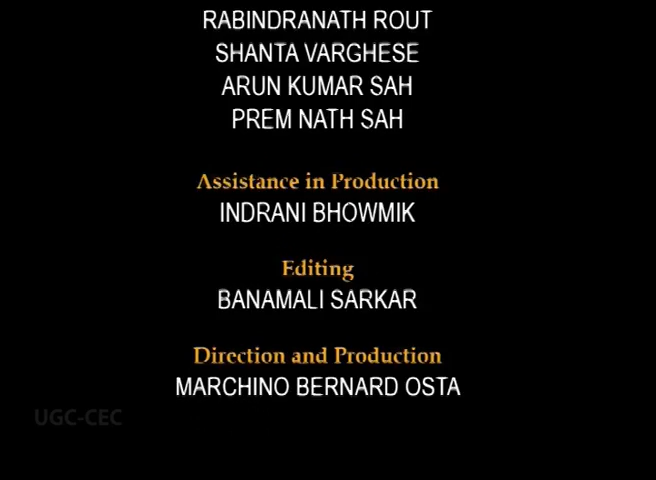 RABINDRANATH ROUT
SHANTA VARGHESE
ARUN KUMAR SAH
PREM NATH SAH
Assistance in Production
INDRANI BHOWMIK
Editing
BANAMALI SARKAR
Direction and Production
MARCHINO BERNARD OSTA
UGC-CEC